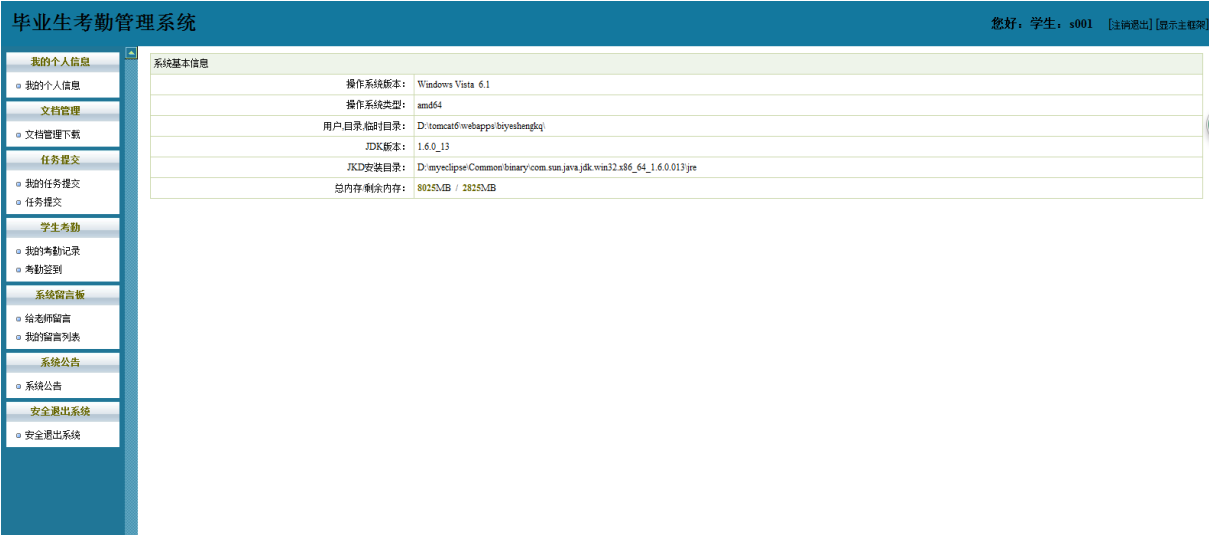 毕业生考勤管理系统
您好：学生：s001 [注销退出] [显示主框架]
我的个人信息
我的个人信息
文档管理
文档管理下载
任务提交
我的任务提交
任务提交
学生考勤
我的考勤记录
考勤签到
系统留言板
给老师留言
我的留言列表
系统公告
系统公告
安全退出系统
安全退出系统
系统基本信息
操作系统版本： Windows Vista 6.1
操作系统类型： amd64
用户,目录,临时目录： D:\tomcat6\webapps\biyeshengkq\
JDK版本： 1.6.0_13
JKD安装目录： D:\myeclipse\Common\binary\com.sun.java.jdk.win32.x86_64_1.6.0.013\jre
总内存/剩余内存： 8025MB / 2825MB